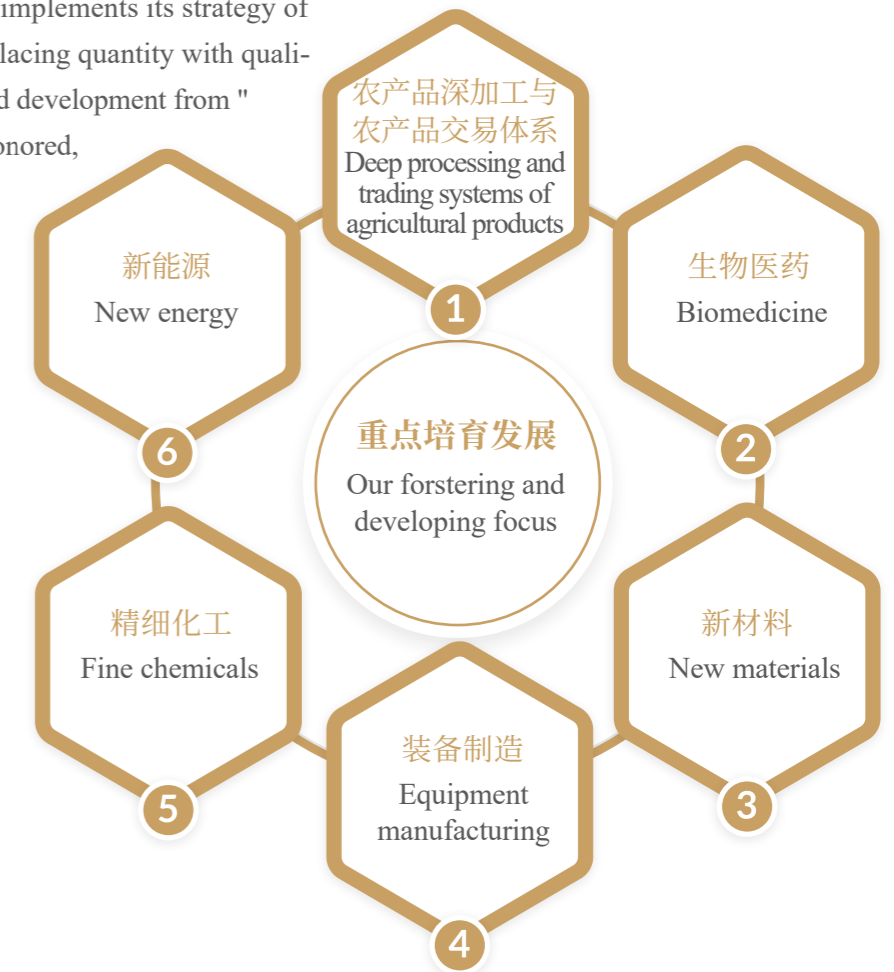 implements its strategy of
lacing quantity with quali-
d development from "
onored,
农产品深加工与
农产品交易体系
Deep processing and
trading systems of
agricultural products
1
生物医药
Biomedicine
2
新材料
New materials
3
装备制造
Equipment
manufacturing
4
精细化工
Fine chemicals
5
新能源
New energy
6
重点培育发展
Our forstering and
developing focus